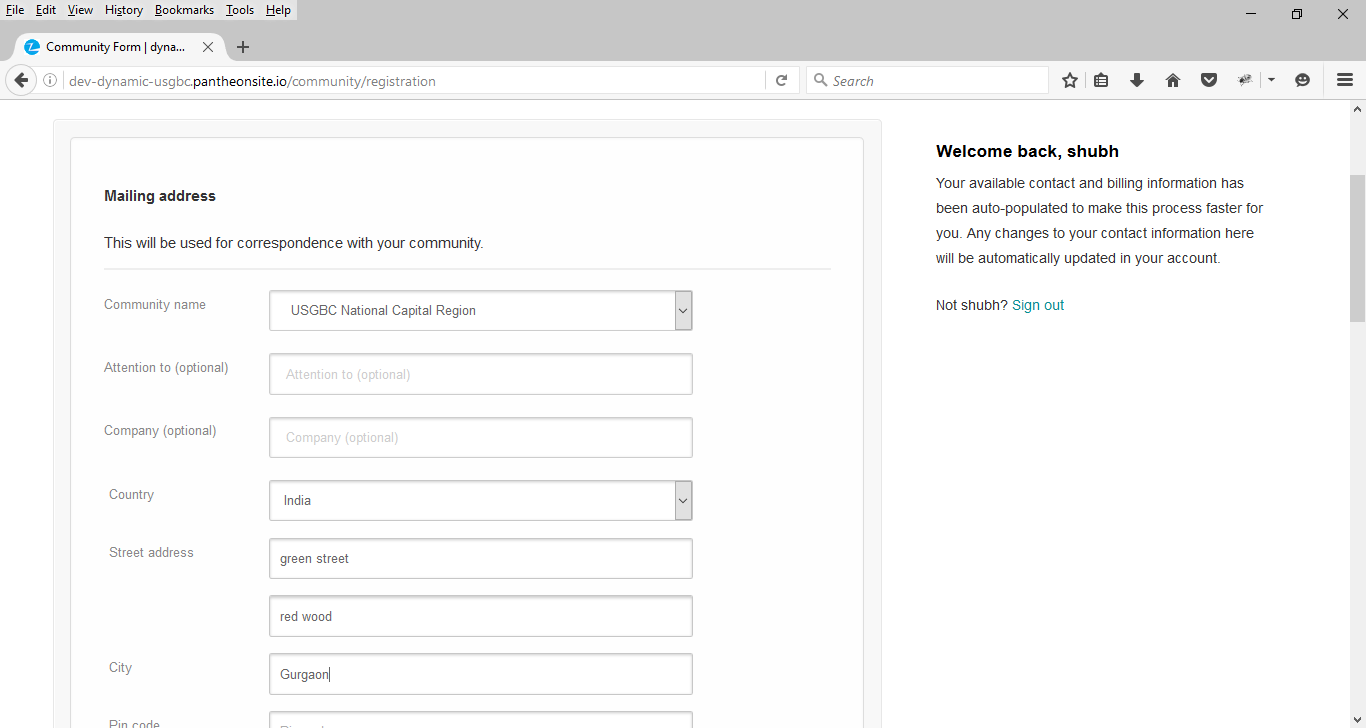 File Edit View History Bookmarks Tools Help
Community Form | dyna...
dev-dynamic-usgbc.pantheonsite.io/community/registration
Search
Mailing address
This will be used for correspondence with your community.
Community name
USGBC National Capital Region
Attention to (optional)
Attention to (optional)
Company (optional)
Company (optional)
Country
India
Street address
green street
red wood
City
Gurgaon
Pin code
Welcome back, shubh
Your available contact and billing information has
been auto-populated to make this process faster for
you. Any changes to your contact information here
will be automatically updated in your account.
Not shubh? Sign out